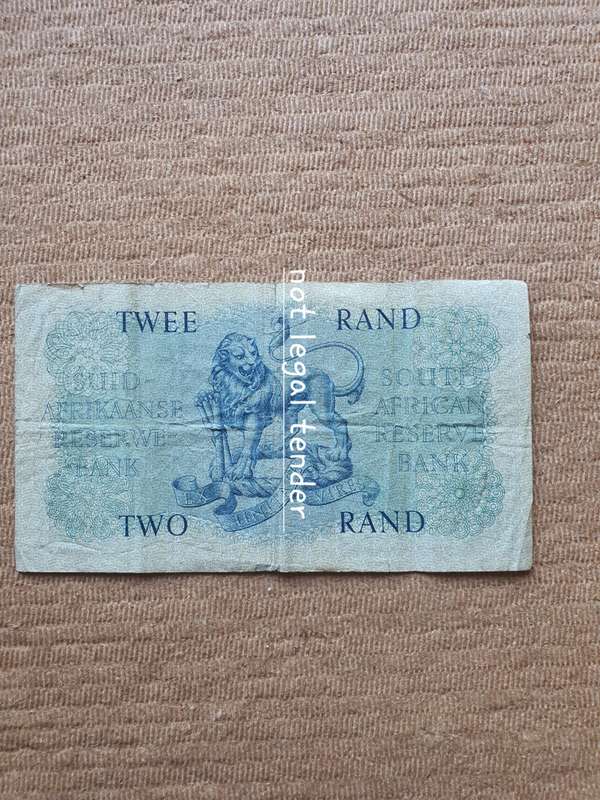 TWEE RAND
SUID-
AFRIKAANSE
RESERWE
BANK
SOUTH
AFRICAN
RESERVE
BANK
TWO RAND
not legal tender